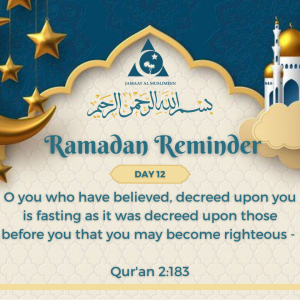 JAMAAT AL MUSLIMEEN
بسم الله الرحمن الرحيم
Ramadan Reminder
DAY 12
O you who have believed, decreed upon you
is fasting as it was decreed upon those
before you that you may become righteous -
Qur'an 2:183